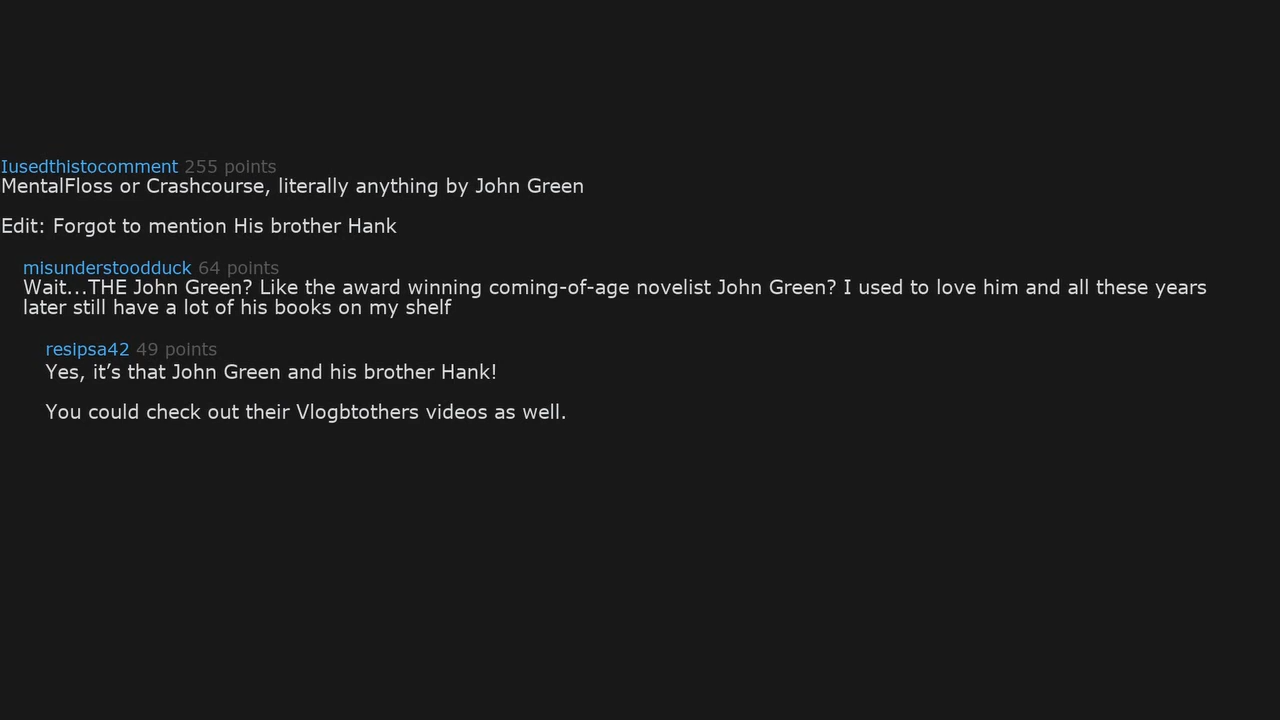 Iusedthistocomment 255 points
MentalFloss or Crashcourse, literally anything by John Green
Edit: Forgot to mention His brother Hank
misunderstoodduck 64 points
Wait...THE John Green? Like the award winning coming-of-age novelist John Green? I used to love him and all these years
later still have a lot of his books on my shelf
resipsa42 49 points
Yes, it’s that John Green and his brother Hank!
You could check out their Vlogbtothers videos as well.